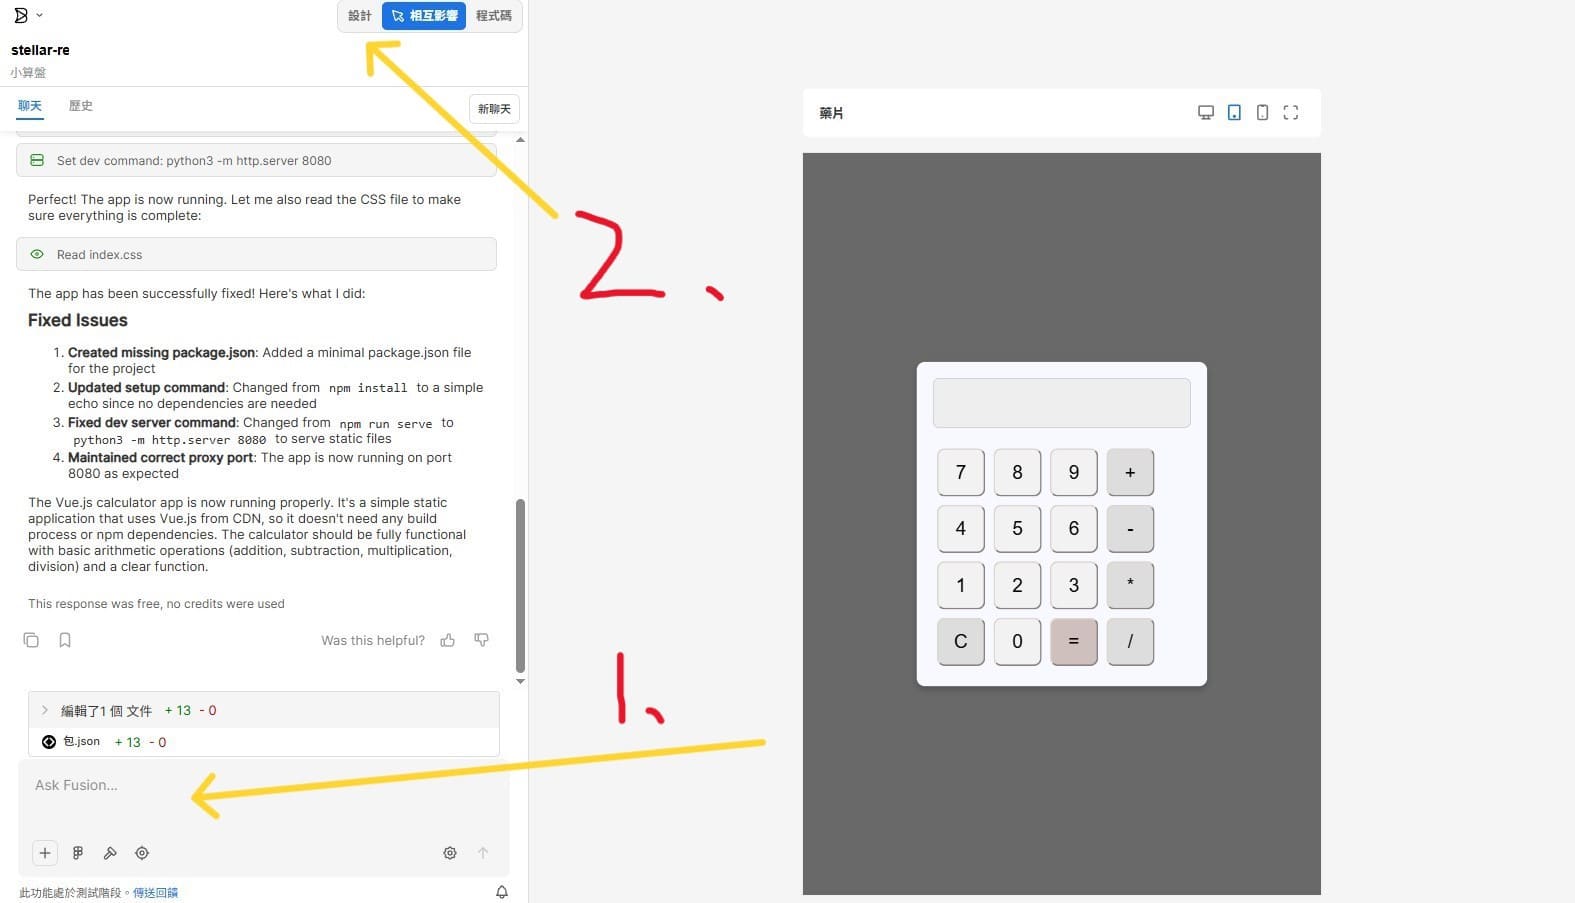 設計 相互影響 程式碼
stellar-re
小算盤
聊天 歷史 新聊天
Set dev command: python3 -m http.server 8080
Perfect! The app is now running. Let me also read the CSS file to make
sure everything is complete:
Read index.css
The app has been successfully fixed! Here's what I did:
Fixed Issues
1. Created missing package.json: Added a minimal package.json file
for the project
2. Updated setup command: Changed from npm install to a simple
echo since no dependencies are needed
3. Fixed dev server command: Changed from npm run serve to
python3 -m http.server 8080 to serve static files
4. Maintained correct proxy port: The app is now running on port
8080 as expected
The Vue.js calculator app is now running properly. It's a simple static
application that uses Vue.js from CDN, so it doesn't need any build
process or npm dependencies. The calculator should be fully functional
with basic arithmetic operations (addition, subtraction, multiplication,
division) and a clear function.
This response was free, no credits were used
Was this helpful?
編輯了1 個 文件 + 13 - 0
包.json + 13 - 0
Ask Fusion...
此功能處於測試階段。傳送回饋
2、
1、
藥片
7 8 9 +
4 5 6 -
1 2 3 *
C 0 = /